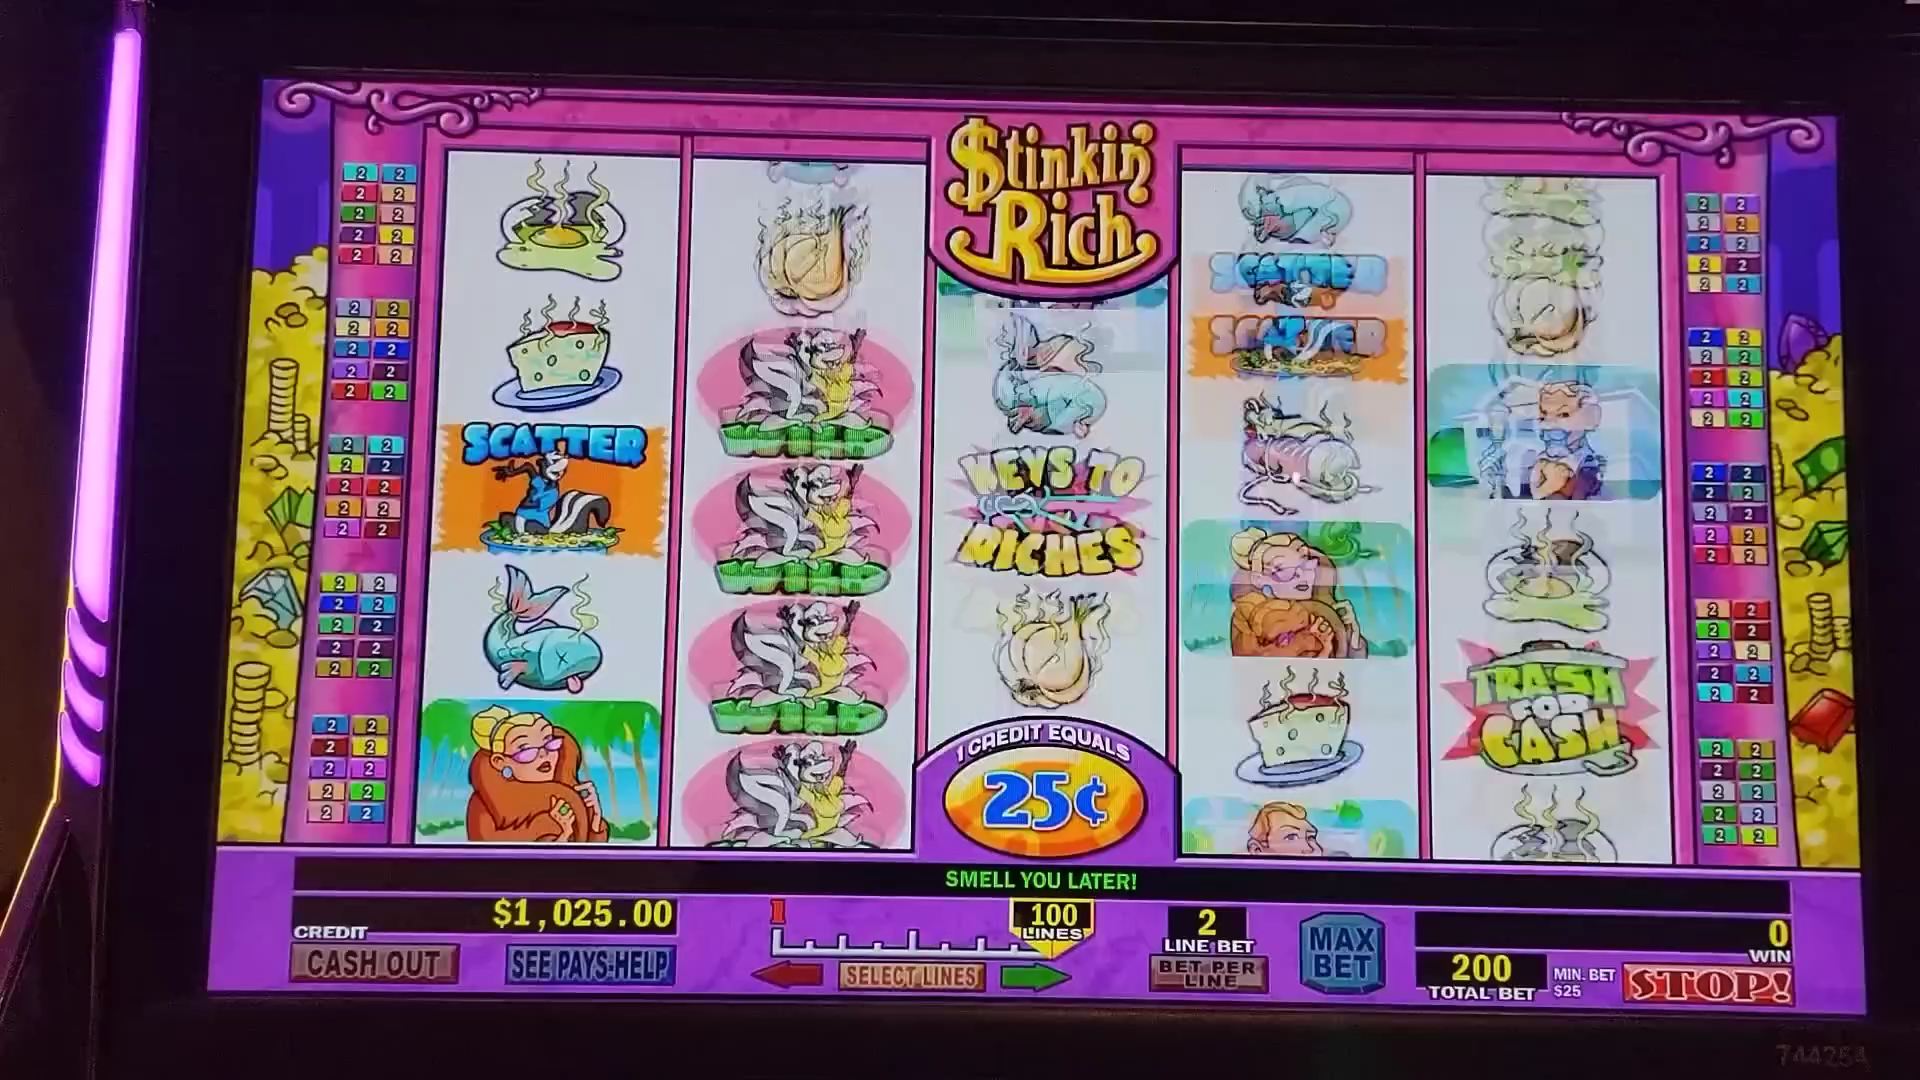 $tinkin'
Rich
SCATTER
SCATTER
SCATTER
WILD
WILD
WILD
WILD
KEYS TO
RICHES
TRASH
FOR
CASH
1 CREDIT EQUALS
25¢
SMELL YOU LATER!
$1,025.00
CREDIT
CASH OUT
SEE PAYS-HELP
1
100
LINES
SELECT LINES
2
LINE BET
BET PER
LINE
MAX
BET
0
WIN
200
TOTAL BET
MIN. BET
$25
STOP!